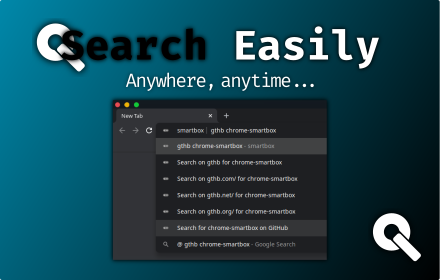 Search Easily
Anywhere, anytime...
New Tab
smartbox | gthb chrome-smartbox
gthb chrome-smartbox - smartbox
Search on gthb for chrome-smartbox
Search on gthb.com/ for chrome-smartbox
Search on gthb.net/ for chrome-smartbox
Search on gthb.org/ for chrome-smartbox
Search for chrome-smartbox on GitHub
@ gthb chrome-smartbox - Google Search